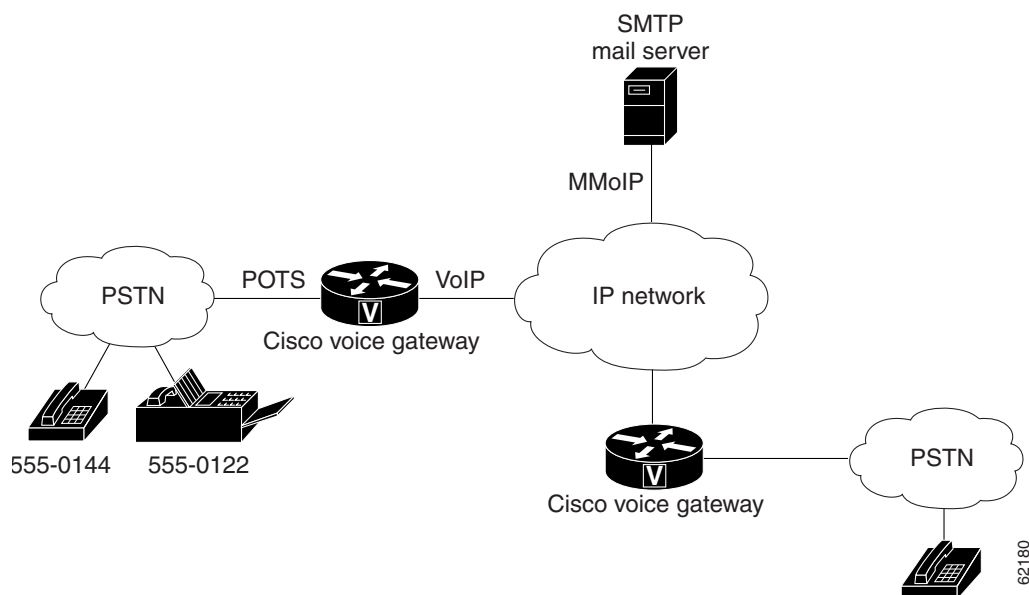 SMTP
mail server
MMoIP
PSTN
POTS
V
VoIP
IP network
Cisco voice gateway
555-0144
555-0122
V
Cisco voice gateway
PSTN
62180